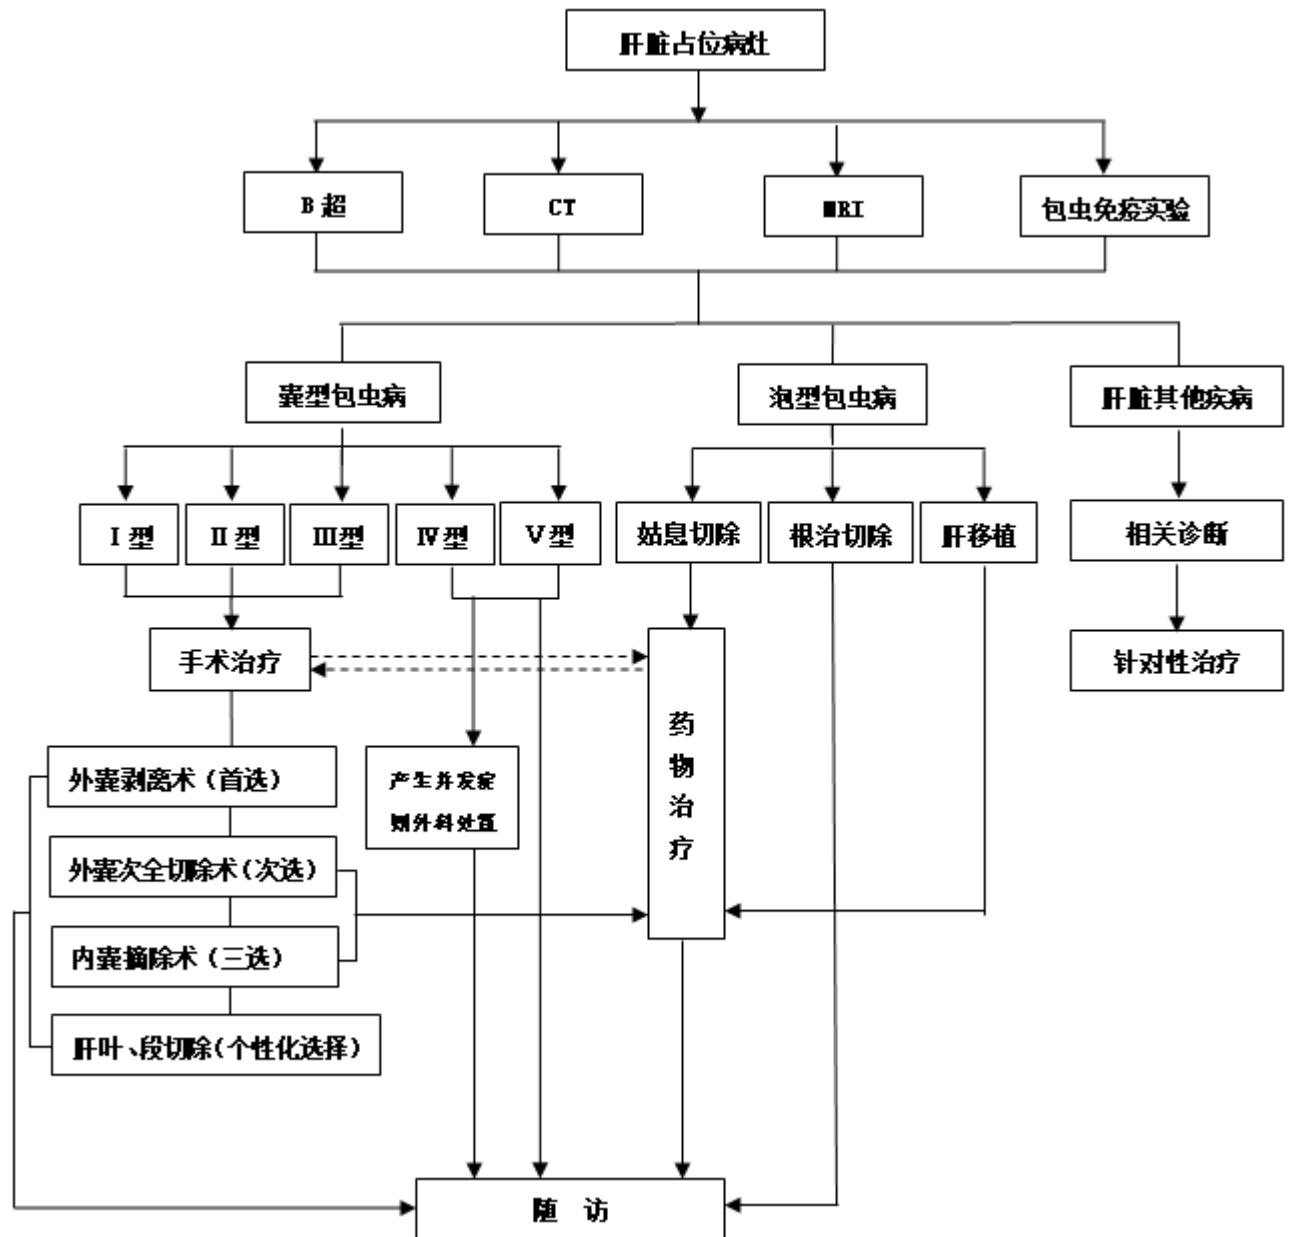 肝脏占位病灶
B 超
CT
MRI
包虫免疫实验
囊型包虫病
泡型包虫病
肝脏其他疾病
I 型
II 型
III型
IV型
V 型
姑息切除
根治切除
肝移植
相关诊断
手术治疗
针对性治疗
药物治疗
外囊剥离术（首选）
产生并发症
则外科处置
外囊次全切除术（次选）
内囊摘除术（三选）
肝叶、段切除（个性化选择）
随 访